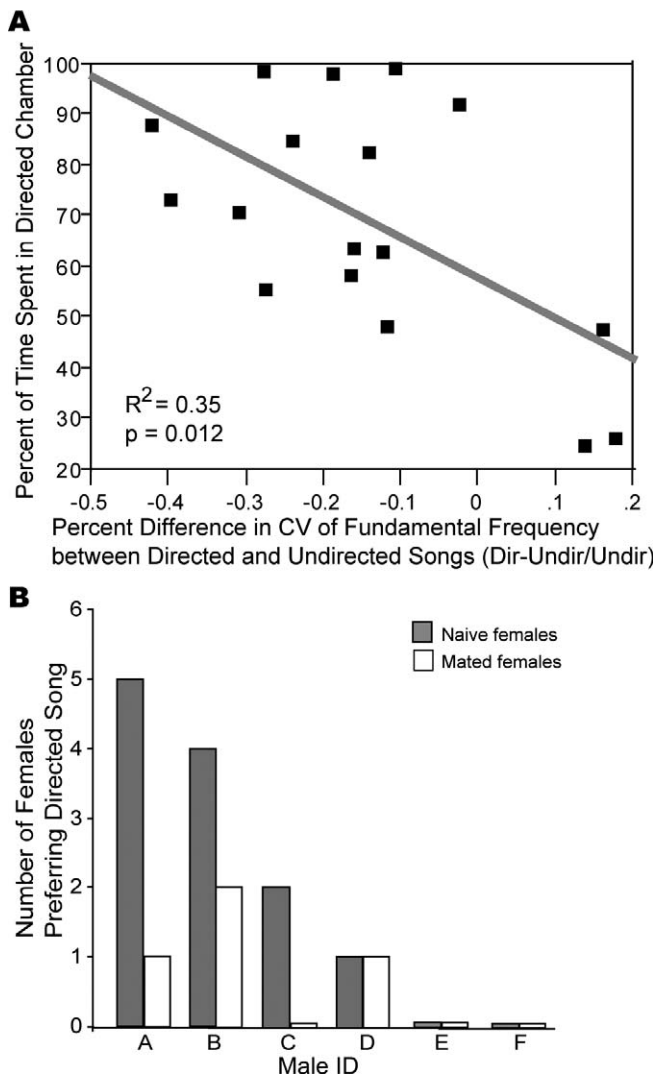 A
Percent of Time Spent in Directed Chamber
100
90
80
70
60
50
40
30
20
R2 = 0.35
p = 0.012
-0.5 -0.4 -0.3 -0.2 -0.1 0 .1 .2
Percent Difference in CV of Fundamental Frequency
between Directed and Undirected Songs (Dir-Undir/Undir)
B
Number of Females
Preferring Directed Song
6
5
4
3
2
1
0
Naive females
Mated females
A B C D E F
Male ID